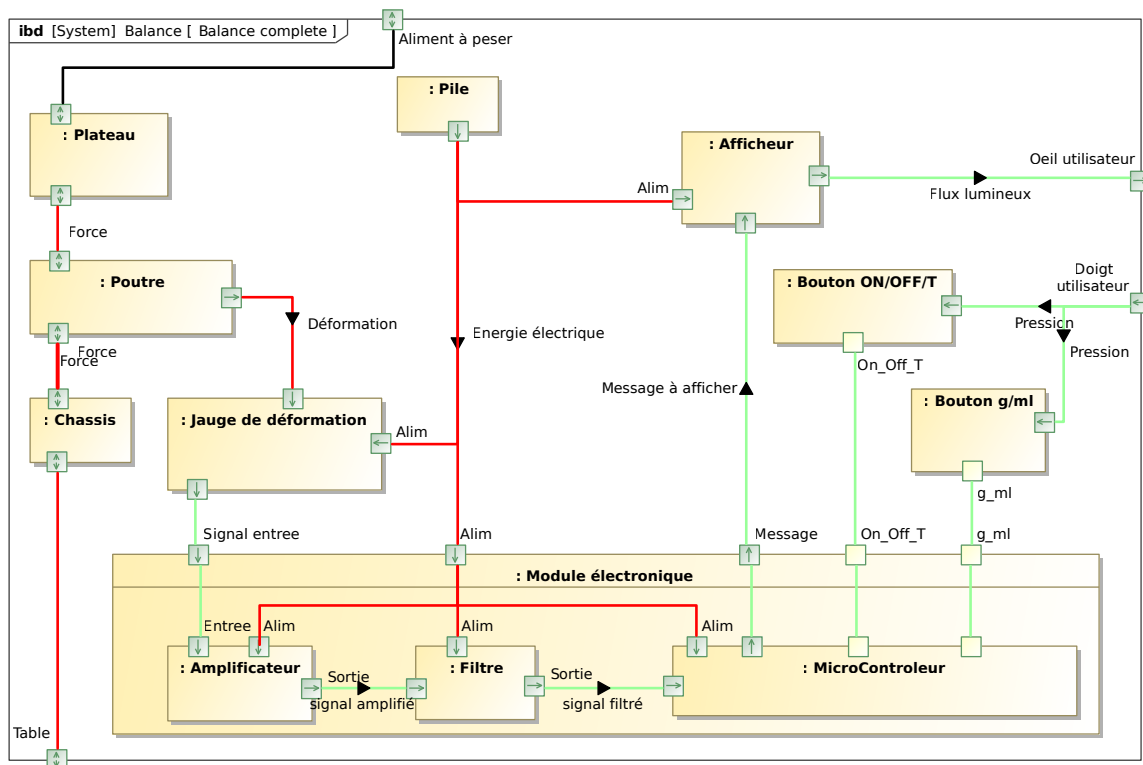 ibd [System] Balance [ Balance complete ]
Aliment à peser
: Pile
: Plateau
: Afficheur
Oeil utilisateur
Alim
Flux lumineux
Force
: Poutre
: Bouton ON/OFF/T
Doigt
utilisateur
Déformation
Pression
Energie électrique
Pression
Force
Force
On_Off_T
Message à afficher
: Bouton g/ml
: Chassis
: Jauge de déformation
Alim
g_ml
Signal entree
Alim
Message
On_Off_T
g_ml
: Module électronique
Entree
Alim
Alim
Alim
: Amplificateur
: Filtre
: MicroControleur
Sortie
Sortie
signal amplifié
signal filtré
Table